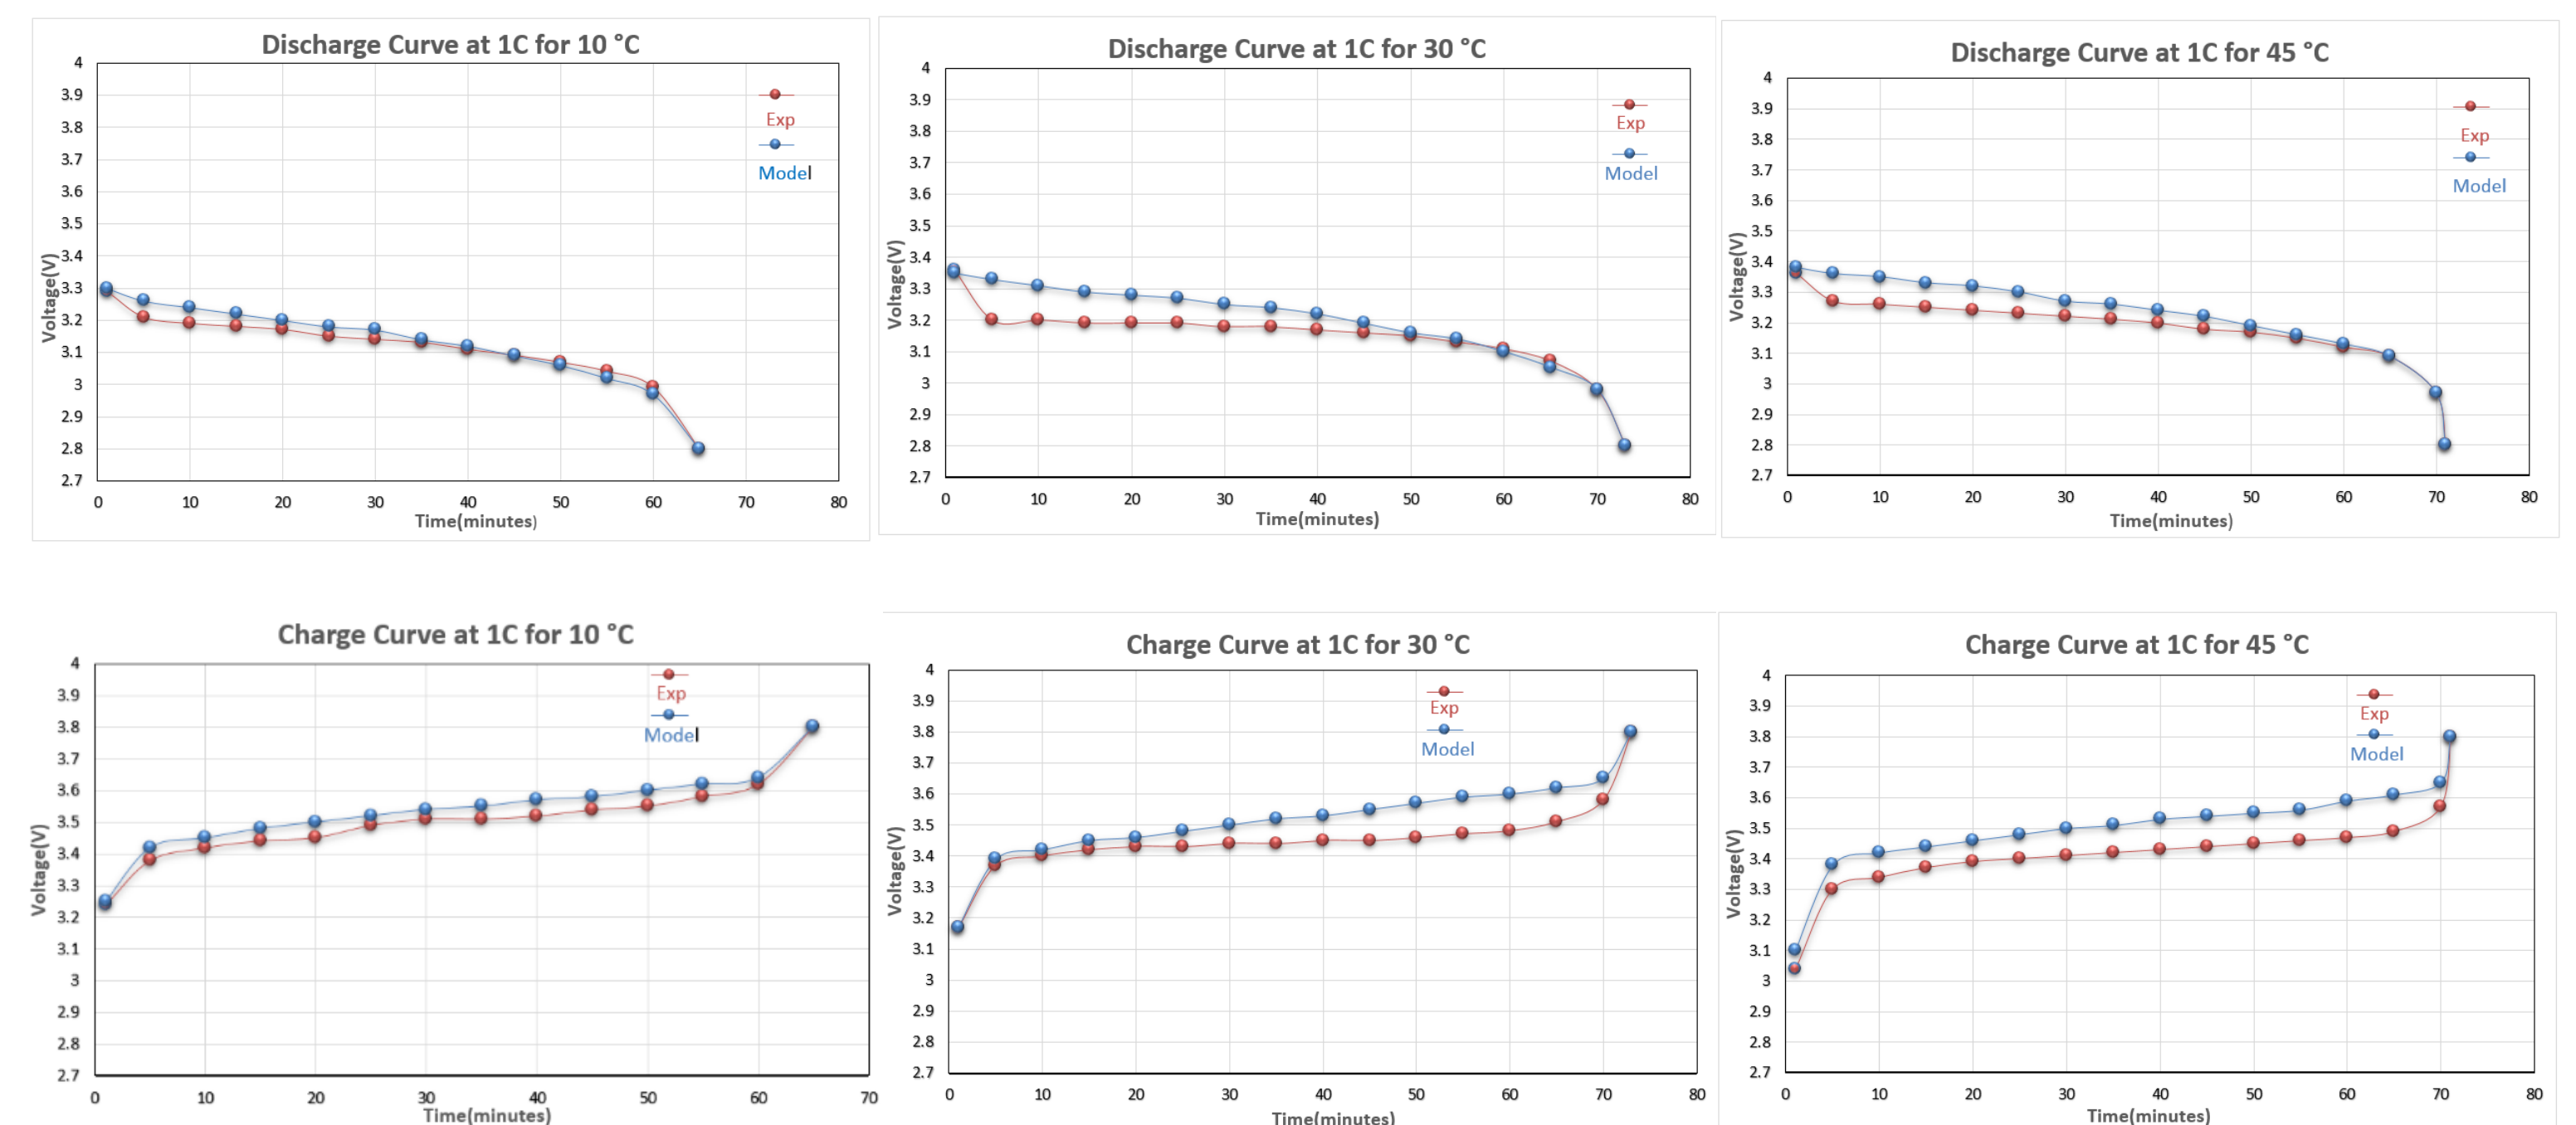 Discharge Curve at 1C for 10 °C
4
3.9
3.8
3.7
3.6
3.5
3.4
3.3
3.2
3.1
3
2.9
2.8
2.7
Voltage(V)
Exp
Model
0 10 20 30 40 50 60 70 80
Time(minutes)
Discharge Curve at 1C for 30 °C
4
3.9
3.8
3.7
3.6
3.5
3.4
3.3
3.2
3.1
3
2.9
2.8
2.7
Voltage(V)
Exp
Model
0 10 20 30 40 50 60 70 80
Time(minutes)
Discharge Curve at 1C for 45 °C
4
3.9
3.8
3.7
3.6
3.5
3.4
3.3
3.2
3.1
3
2.9
2.8
2.7
Voltage(V)
Exp
Model
0 10 20 30 40 50 60 70 80
Time(minutes)
Charge Curve at 1C for 10 °C
4
3.9
3.8
3.7
3.6
3.5
3.4
3.3
3.2
3.1
3
2.9
2.8
2.7
Voltage(V)
Exp
Model
0 10 20 30 40 50 60 70
Time(minutes)
Charge Curve at 1C for 30 °C
4
3.9
3.8
3.7
3.6
3.5
3.4
3.3
3.2
3.1
3
2.9
2.8
2.7
Voltage(V)
Exp
Model
0 10 20 30 40 50 60 70 80
Time(minutes)
Charge Curve at 1C for 45 °C
4
3.9
3.8
3.7
3.6
3.5
3.4
3.3
3.2
3.1
3
2.9
2.8
2.7
Voltage(V)
Exp
Model
0 10 20 30 40 50 60 70 80
Time(minutes)